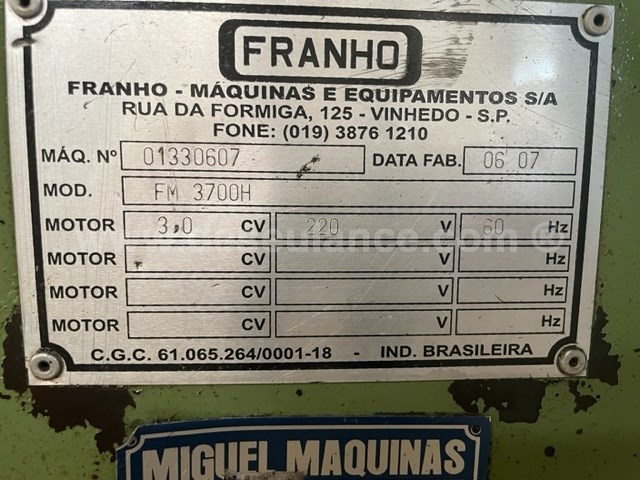 FRANHO
FRANHO - MÁQUINAS E EQUIPAMENTOS S/A
RUA DA FORMIGA, 125 - VINHEDO - S.P.
FONE: (019) 3876 1210
MÁQ. Nº 01330607 DATA FAB. 06 07
MOD. FM 3700H
MOTOR 3,0 CV 220 V 60 Hz
MOTOR CV V Hz
MOTOR CV V Hz
MOTOR CV V Hz
C.G.C. 61.065.264/0001-18 - IND. BRASILEIRA
MIGUEL MAQUINAS